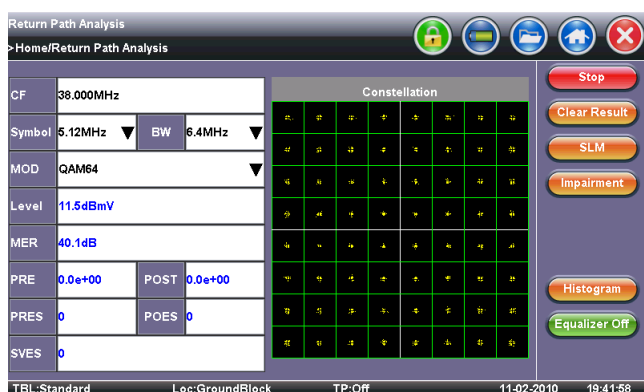 Return Path Analysis
>Home/Return Path Analysis
CF 38.000MHz
Symbol 5.12MHz BW 6.4MHz
MOD QAM64
Level 11.5dBmV
MER 40.1dB
PRE 0.0e+00 POST 0.0e+00
PRES 0 POES 0
SVES 0
Constellation
Stop
Clear Result
SLM
Impairment
Histogram
Equalizer Off
TBL:Standard Loc:GroundBlock TP:Off 11-02-2010 19:41:58